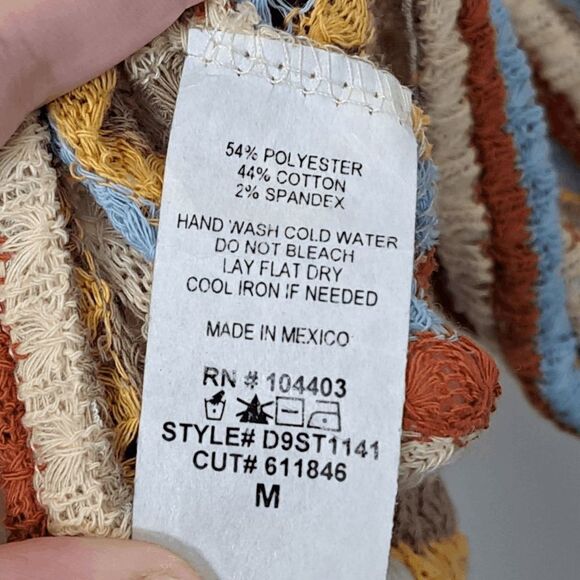 54% POLYESTER
44% COTTON
2% SPANDEX
HAND WASH COLD WATER
DO NOT BLEACH
LAY FLAT DRY
COOL IRON IF NEEDED
MADE IN MEXICO
RN # 104403
STYLE# D9ST1141
CUT# 611846
M